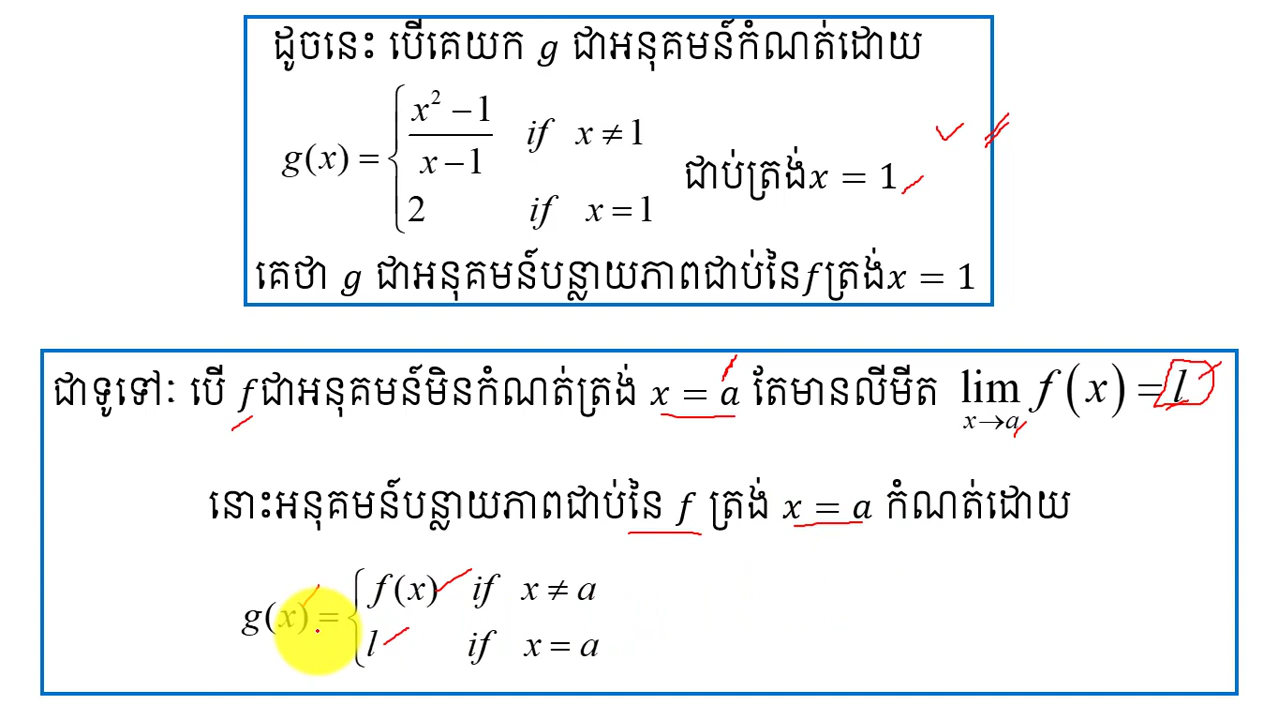 ដូចនេះ បើគេយក g ជាអនុគមន៍កំណត់ដោយ
g(x) = { (x² − 1)/(x − 1) if x ≠ 1
2 if x = 1
ជាប់ត្រង់x = 1
គេថា g ជាអនុគមន៍បន្លាយភាពជាប់នៃfត្រង់x = 1
ជាទូទៅ: បើ fជាអនុគមន៍មិនកំណត់ត្រង់ x = a តែមានលីមីត lim x→a f(x) = l
នោះអនុគមន៍បន្លាយភាពជាប់នៃ f ត្រង់ x = a កំណត់ដោយ
g(x) = { f(x) if x ≠ a
l if x = a